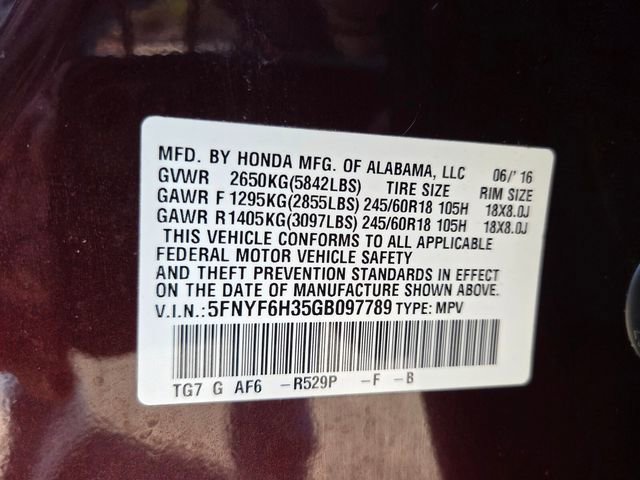 MFD. BY HONDA MFG. OF ALABAMA, LLC 06/'16
GVWR 2650KG(5842LBS) TIRE SIZE RIM SIZE
GAWR F 1295KG(2855LBS) 245/60R18 105H 18X8.0J
GAWR R1405KG(3097LBS) 245/60R18 105H 18X8.0J
THIS VEHICLE CONFORMS TO ALL APPLICABLE
FEDERAL MOTOR VEHICLE SAFETY
AND THEFT PREVENTION STANDARDS IN EFFECT
ON THE DATE OF MANUFACTURE SHOWN ABOVE.
V.I.N.:5FNYF6H35GB097789 TYPE: MPV
TG7 G AF6 -R529P -F -B